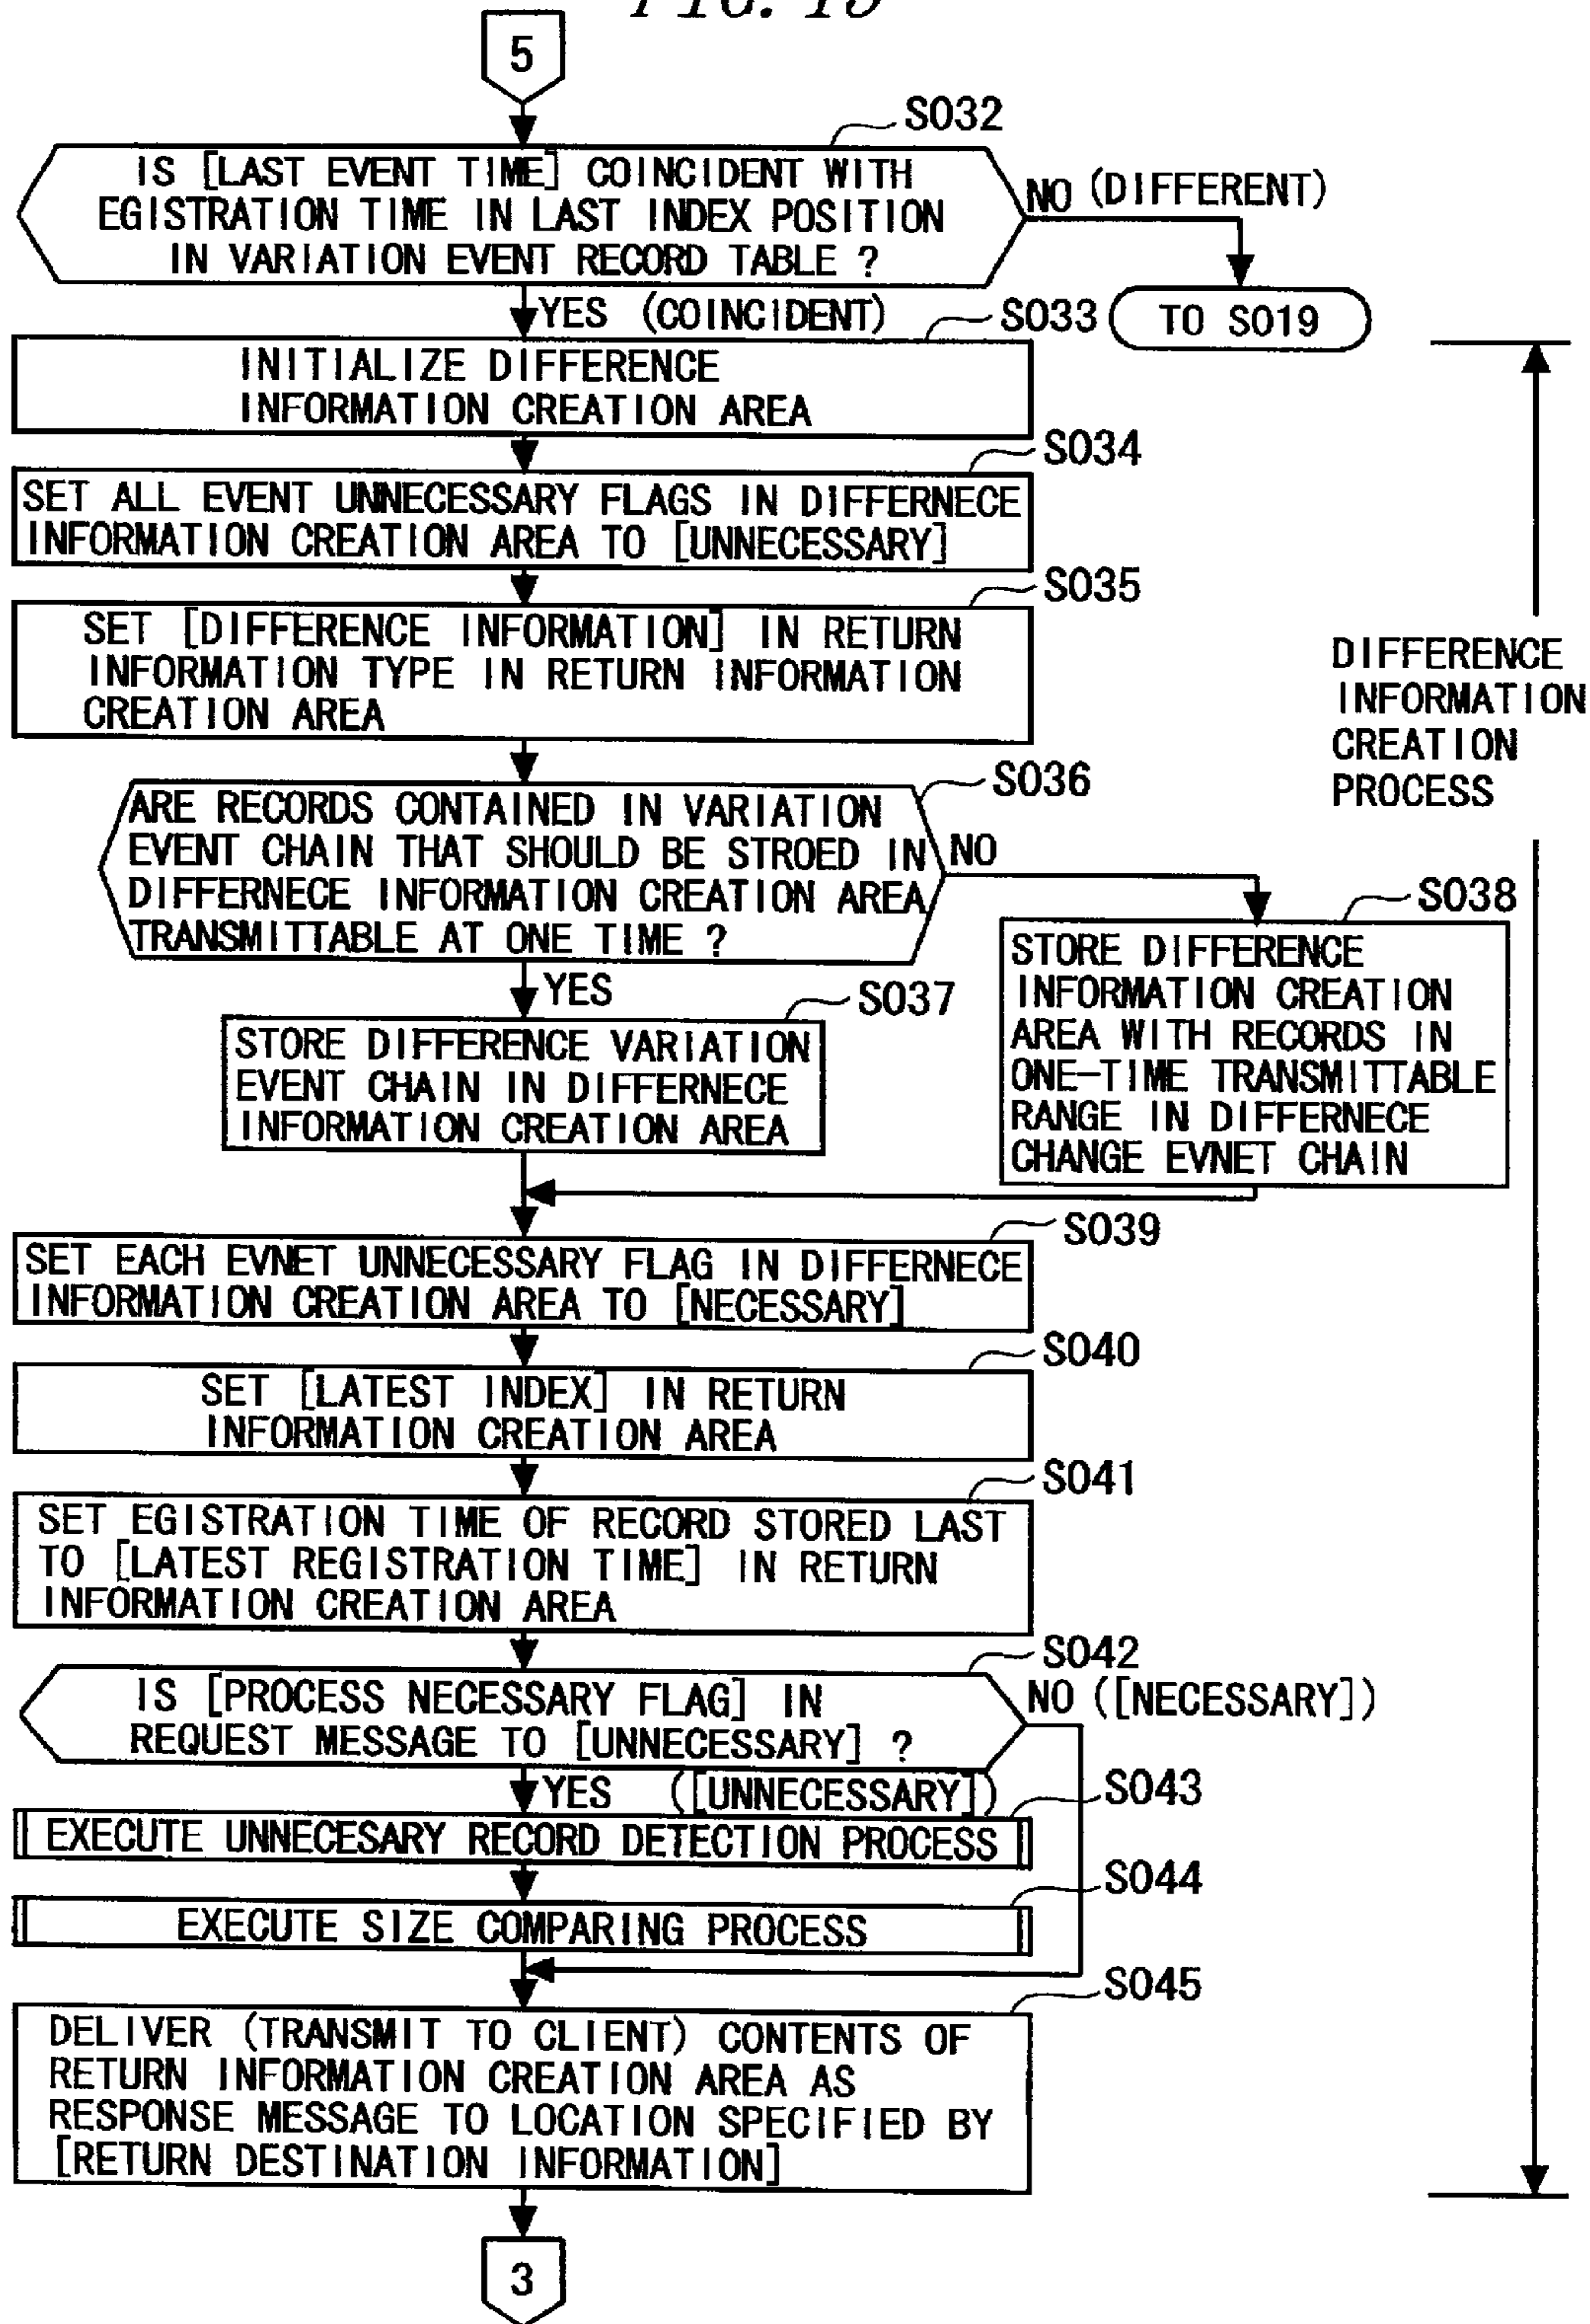 5
S032
IS [LAST EVENT TIME] COINCIDENT WITH
EGISTRATION TIME IN LAST INDEX POSITION
IN VARIATION EVENT RECORD TABLE ?
NO (DIFFERENT)
TO S019
YES (COINCIDENT)
S033
INITIALIZE DIFFERENCE
INFORMATION CREATION AREA
S034
SET ALL EVENT UNNECESSARY FLAGS IN DIFFERNECE
INFORMATION CREATION AREA TO [UNNECESSARY]
S035
SET [DIFFERENCE INFORMATION] IN RETURN
INFORMATION TYPE IN RETURN INFORMATION
CREATION AREA
DIFFERENCE
INFORMATION
CREATION
PROCESS
S036
ARE RECORDS CONTAINED IN VARIATION
EVENT CHAIN THAT SHOULD BE STROED IN
DIFFERNECE INFORMATION CREATION AREA
TRANSMITTABLE AT ONE TIME ?
NO
YES
S037
STORE DIFFERENCE VARIATION
EVENT CHAIN IN DIFFERNECE
INFORMATION CREATION AREA
S038
STORE DIFFERENCE
INFORMATION CREATION
AREA WITH RECORDS IN
ONE-TIME TRANSMITTABLE
RANGE IN DIFFERNECE
CHANGE EVNET CHAIN
S039
SET EACH EVNET UNNECESSARY FLAG IN DIFFERNECE
INFORMATION CREATION AREA TO [NECESSARY]
S040
SET [LATEST INDEX] IN RETURN
INFORMATION CREATION AREA
S041
SET EGISTRATION TIME OF RECORD STORED LAST
TO [LATEST REGISTRATION TIME] IN RETURN
INFORMATION CREATION AREA
S042
IS [PROCESS NECESSARY FLAG] IN
REQUEST MESSAGE TO [UNNECESSARY] ?
NO ([NECESSARY])
YES ([UNNECESSARY])
S043
EXECUTE UNNECESARY RECORD DETECTION PROCESS
S044
EXECUTE SIZE COMPARING PROCESS
S045
DELIVER (TRANSMIT TO CLIENT) CONTENTS OF
RETURN INFORMATION CREATION AREA AS
RESPONSE MESSAGE TO LOCATION SPECIFIED BY
[RETURN DESTINATION INFORMATION]
3